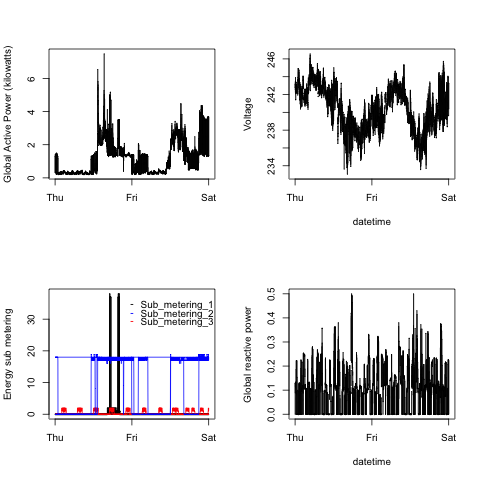 Global Active Power (kilowatts)
0 2 4 6
Thu Fri Sat
Voltage
234 238 242 246
Thu Fri Sat
datetime
Energy sub metering
0 10 20 30
Sub_metering_1
Sub_metering_2
Sub_metering_3
Thu Fri Sat
Global reactive power
0.0 0.1 0.2 0.3 0.4 0.5
Thu Fri Sat
datetime